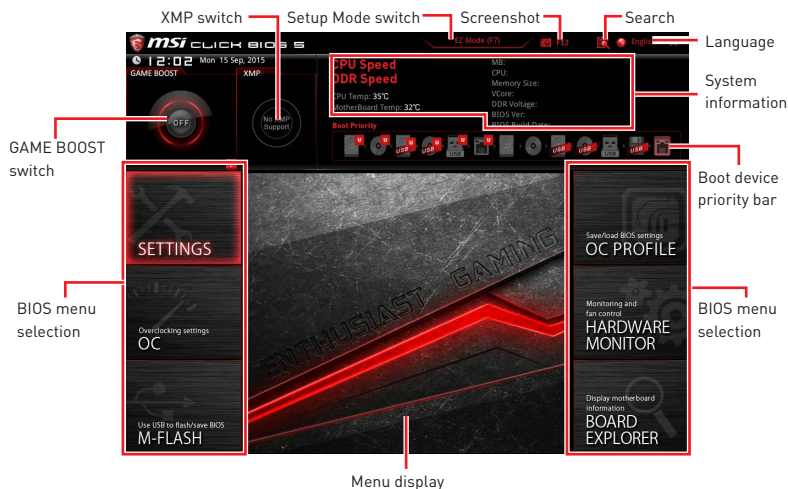 XMP switch
Setup Mode switch
Screenshot
Search
msi CLICK BIOS 5
EZ Mode (F7)
F12
English
Language
12:02 Mon 15 Sep, 2015
GAME BOOST
XMP
CPU Speed
DDR Speed
CPU Temp: 35°C
MotherBoard Temp: 32°C
MB:
CPU:
Memory Size:
VCore:
DDR Voltage:
BIOS Ver:
BIOS Build Date:
System
information
OFF
No XMP
Support
Boot Priority
U U U U U U
USB USB USB USB USB USB USB
GAME BOOST
switch
Boot device
priority bar
SETTINGS
Overclocking settings
OC
Use USB to flash/save BIOS
M-FLASH
BIOS menu
selection
ENTHUSIAST GAMING
Save/load BIOS settings
OC PROFILE
Monitoring and
fan control
HARDWARE
MONITOR
Display motherboard
information
BOARD
EXPLORER
BIOS menu
selection
Menu display